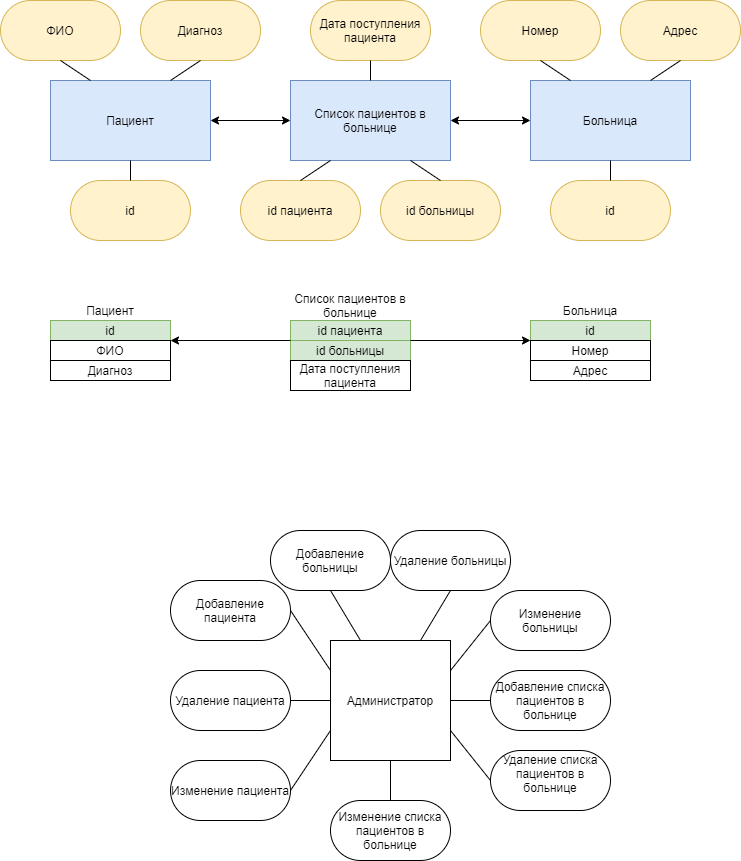 ФИО
Диагноз
Дата поступления
пациента
Номер
Адрес
Пациент
Список пациентов в
больнице
Больница
id
id пациента
id больницы
id
Пациент
id
ФИО
Диагноз
Список пациентов в
больнице
id пациента
id больницы
Дата поступления
пациента
Больница
id
Номер
Адрес
Добавление
больницы
Удаление больницы
Добавление
пациента
Изменение
больницы
Удаление пациента
Администратор
Добавление списка
пациентов в
больнице
Изменение пациента
Удаление списка
пациентов в
больнице
Изменение списка
пациентов в
больнице